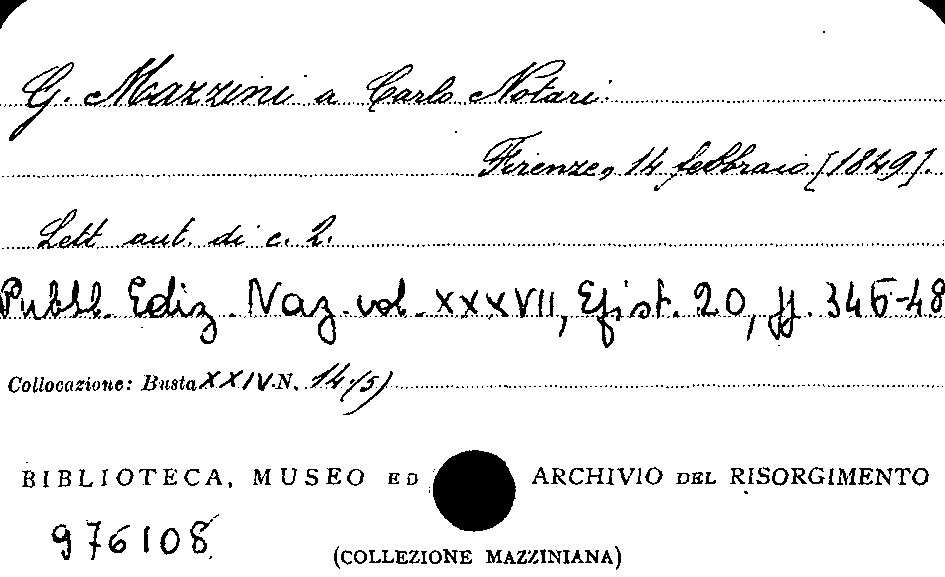 G. Mazzini a Carlo Notari.
Firenze, 14 febbraio [1849].
Lett. aut. di c. 2.
Pubbl. Ediz. Naz. vol. XXXVII, Epist. 20, pp. 346-48
Collocazione: Busta XXIV N. 14(5)
BIBLIOTECA, MUSEO ED ARCHIVIO DEL RISORGIMENTO
976108
(COLLEZIONE MAZZINIANA)